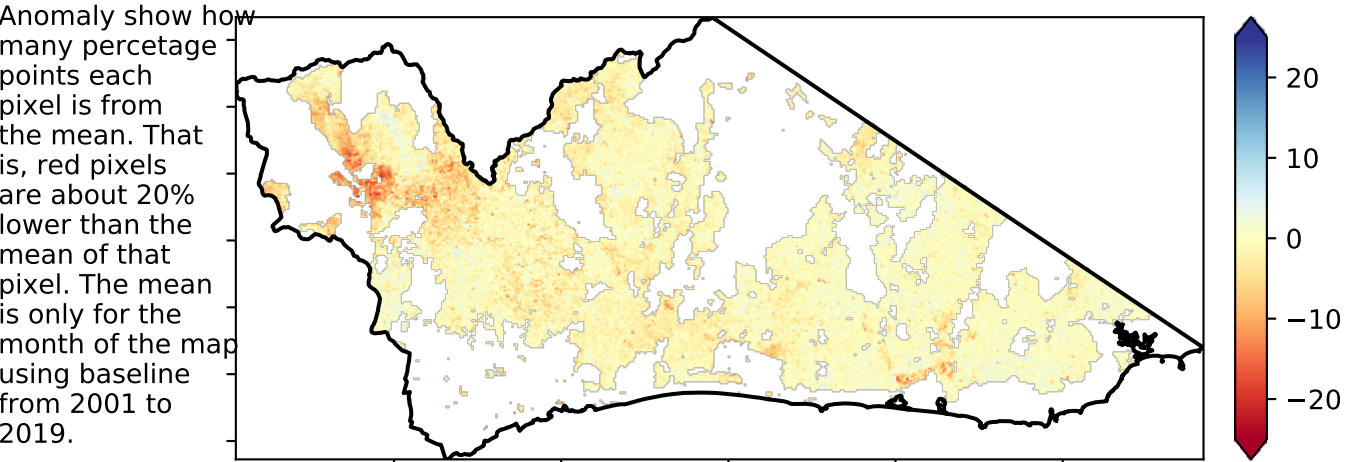 Anomaly show how
many percetage
points each
pixel is from
the mean. That
is, red pixels
are about 20%
lower than the
mean of that
pixel. The mean
is only for the
month of the map
using baseline
from 2001 to
2019.
20
10
0
−10
−20